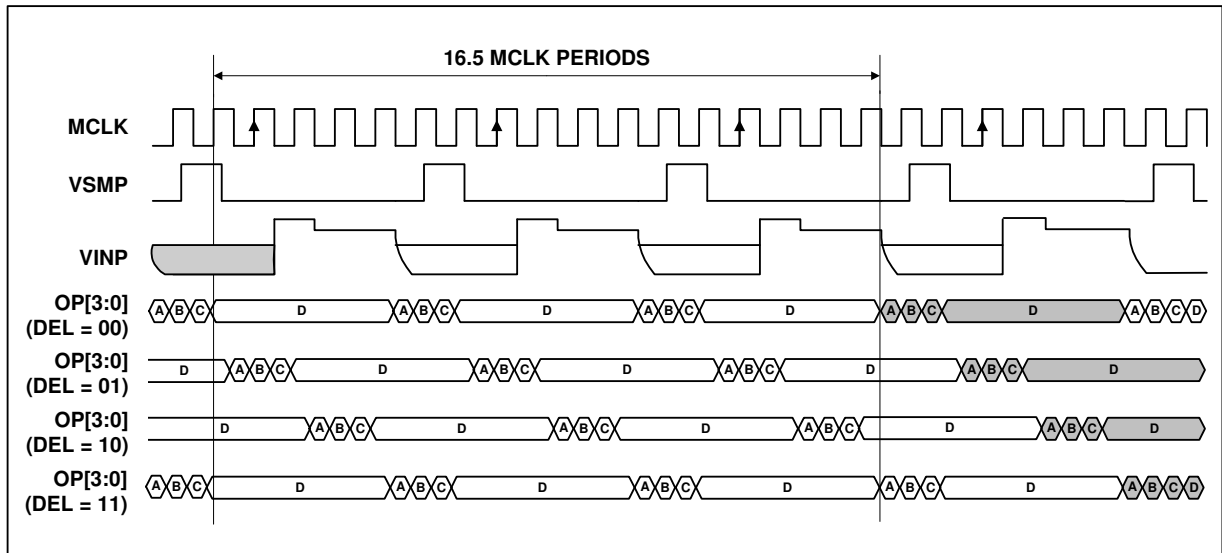 16.5 MCLK PERIODS
MCLK
VSMP
VINP
OP[3:0]
(DEL = 00)
A B C D A B C D A B C D A B C D A B C D
OP[3:0]
(DEL = 01)
D A B C D A B C D A B C D A B C D
OP[3:0]
(DEL = 10)
D A B C D A B C D A B C D A B C D
OP[3:0]
(DEL = 11)
A B C D A B C D A B C D A B C D A B C D